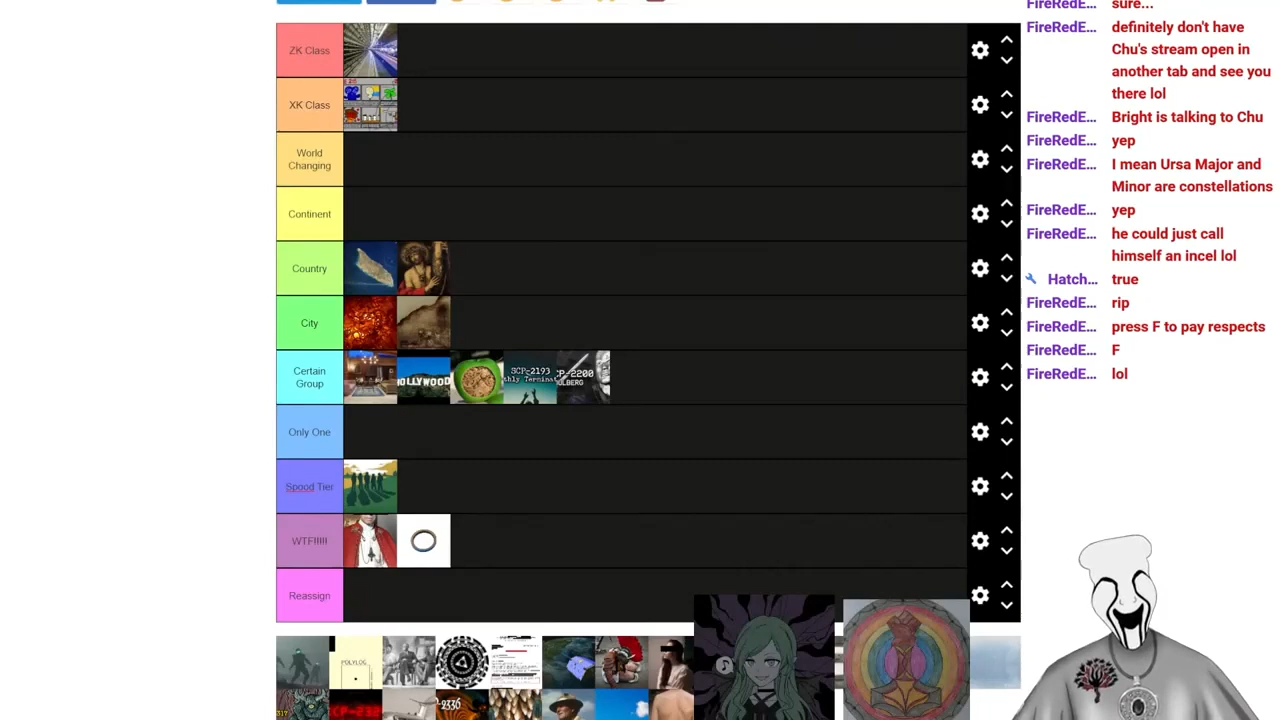 ZK Class
XK Class
World
Changing
Continent
Country
City
Certain
Group
HOLLYWOOD
SCP-2193
CP-2200
Only One
Spood Tier
WTF!!!!!
Reassign
POLYLOG
2336
FireRedE... sure...
FireRedE... definitely don't have
Chu's stream open in
another tab and see you
there lol
FireRedE... Bright is talking to Chu
FireRedE... yep
FireRedE... I mean Ursa Major and
Minor are constellations
FireRedE... yep
FireRedE... he could just call
himself an incel lol
Hatch... true
FireRedE... rip
FireRedE... press F to pay respects
FireRedE... F
FireRedE... lol